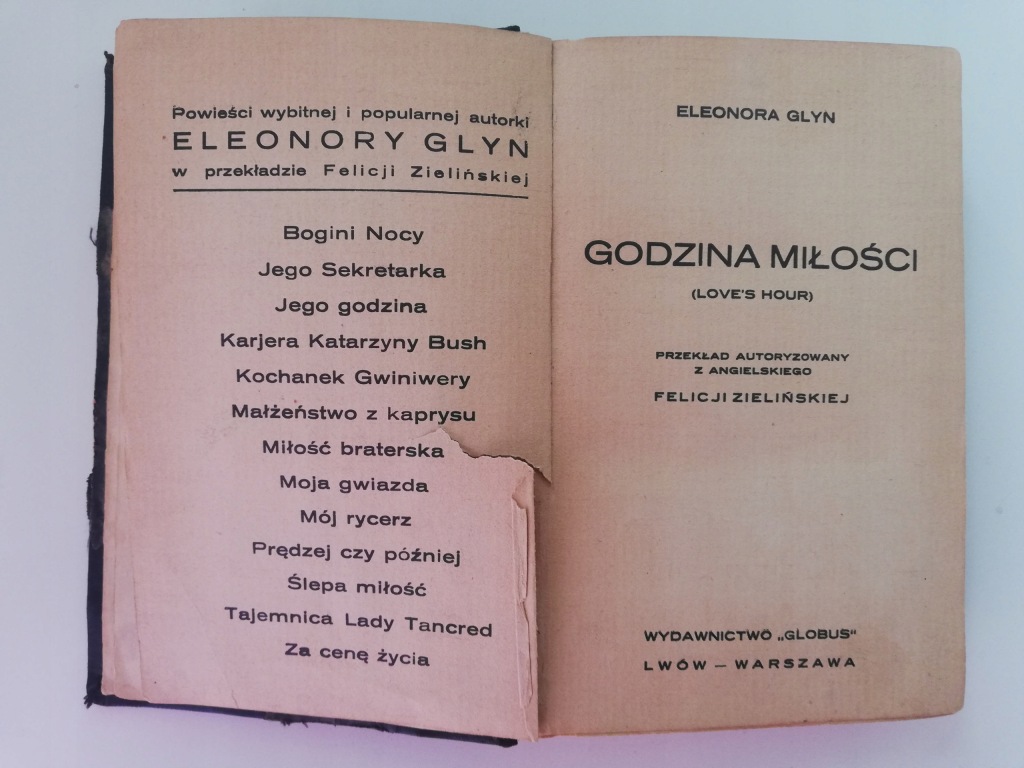 Powieści wybitnej i popularnej autorki
ELEONORY GLYN
w przekładzie Felicji Zielińskiej
Bogini Nocy
Jego Sekretarka
Jego godzina
Karjera Katarzyny Bush
Kochanek Gwiniwery
Małżeństwo z kaprysu
Miłość braterska
Moja gwiazda
Mój rycerz
Prędzej czy później
Ślepa miłość
Tajemnica Lady Tancred
Za cenę życia
ELEONORA GLYN
GODZINA MIŁOŚCI
(LOVE'S HOUR)
PRZEKŁAD AUTORYZOWANY
Z ANGIELSKIEGO
FELICJI ZIELIŃSKIEJ
WYDAWNICTWO „GLOBUS"
LWÓW — WARSZAWA